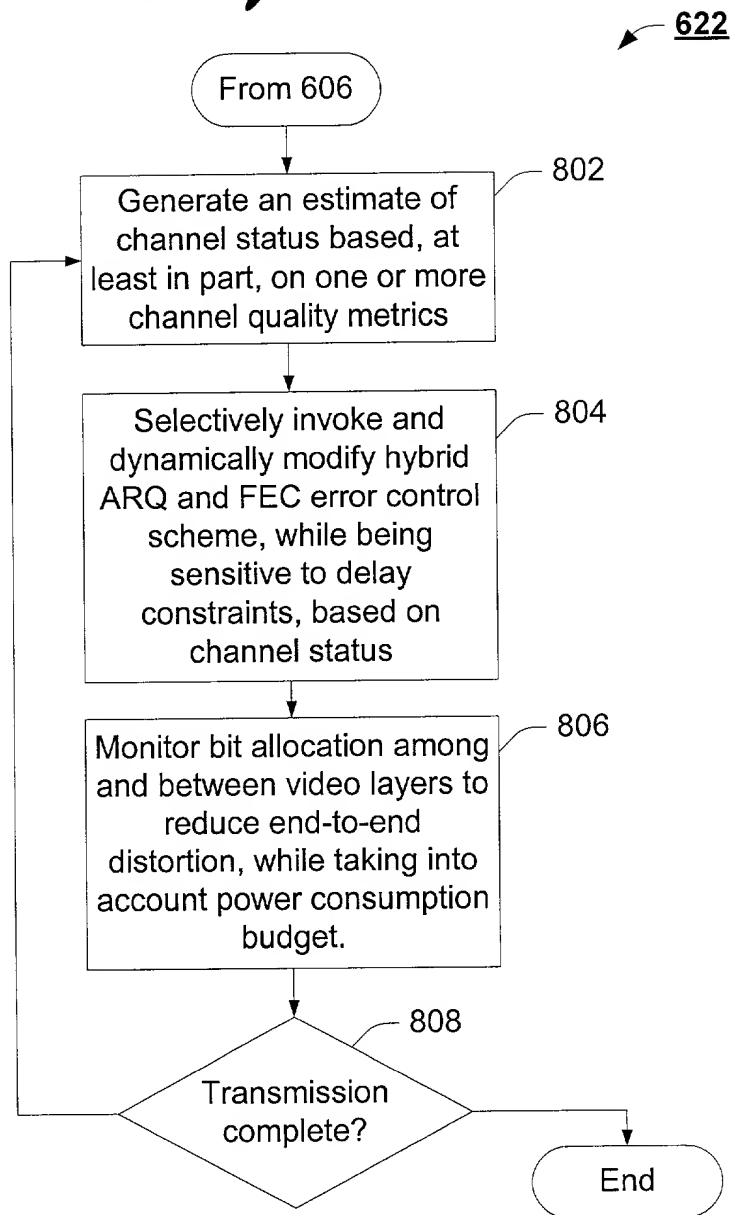 622
From 606
802
Generate an estimate of
channel status based, at
least in part, on one or more
channel quality metrics
804
Selectively invoke and
dynamically modify hybrid
ARQ and FEC error control
scheme, while being
sensitive to delay
constraints, based on
channel status
806
Monitor bit allocation among
and between video layers to
reduce end-to-end
distortion, while taking into
account power consumption
budget.
808
Transmission
complete?
End